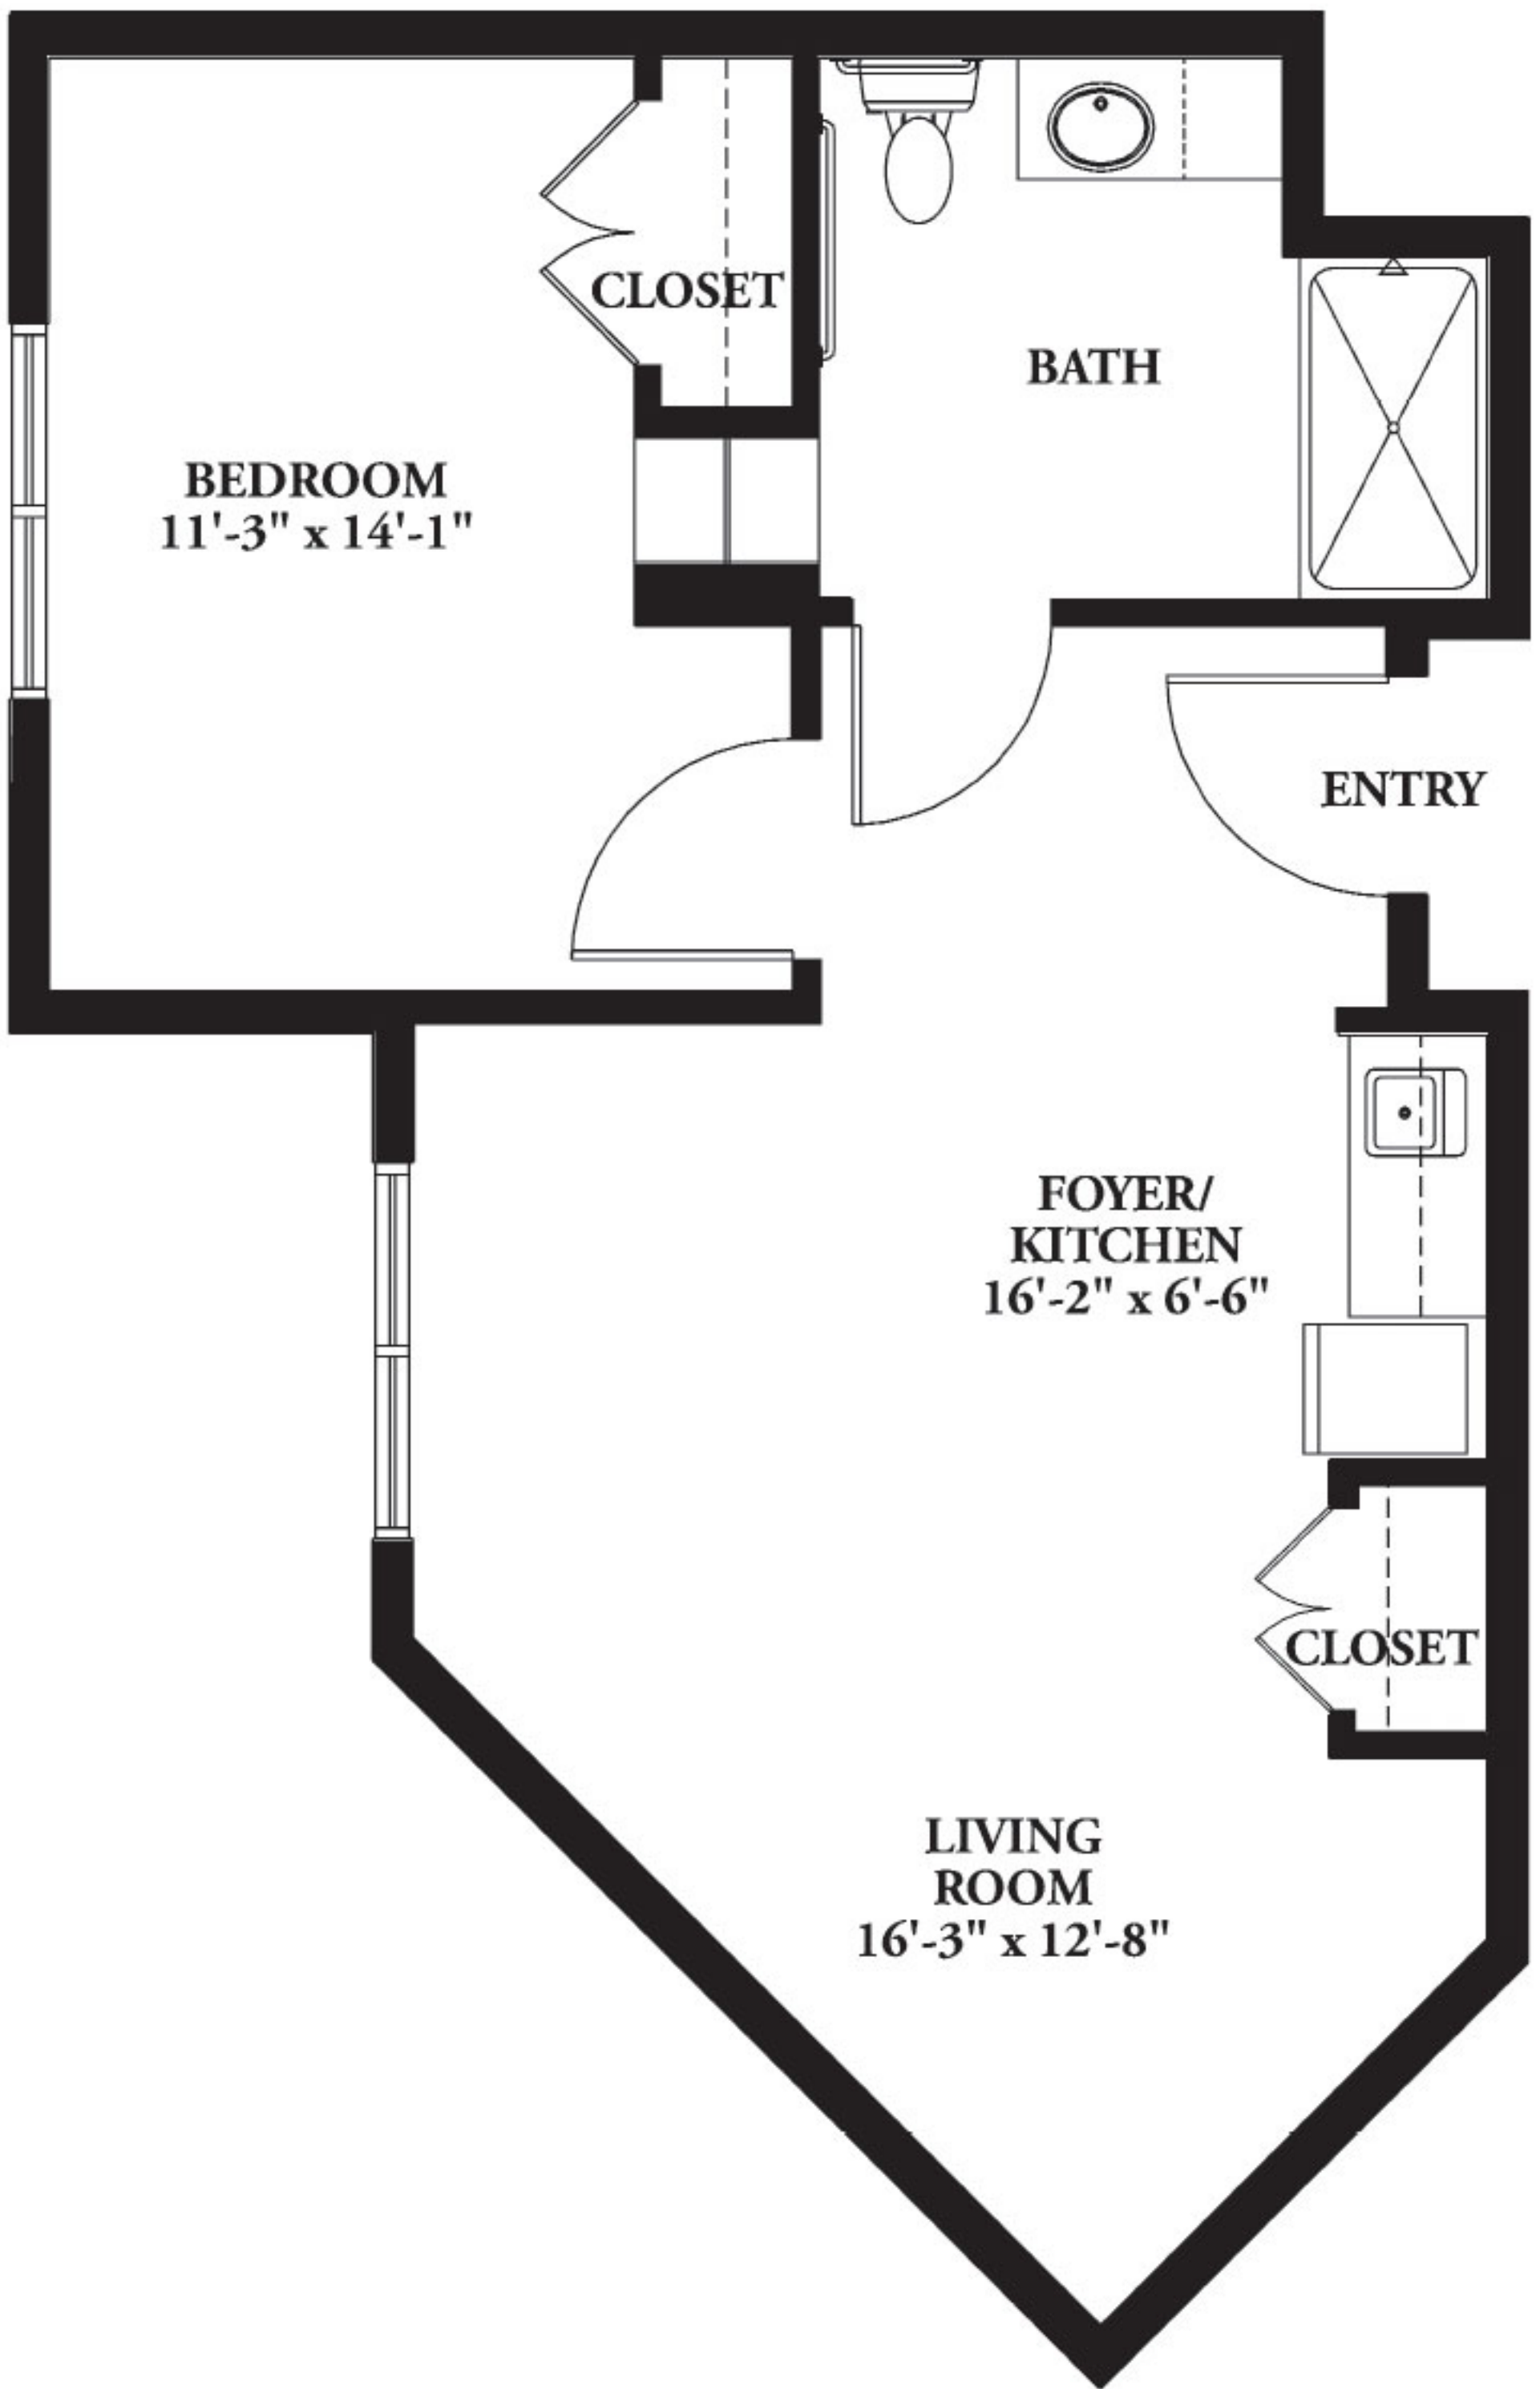 CLOSET
BATH
BEDROOM
11'-3" x 14'-1"
ENTRY
FOYER/
KITCHEN
16'-2" x 6'-6"
CLOSET
LIVING
ROOM
16'-3" x 12'-8"